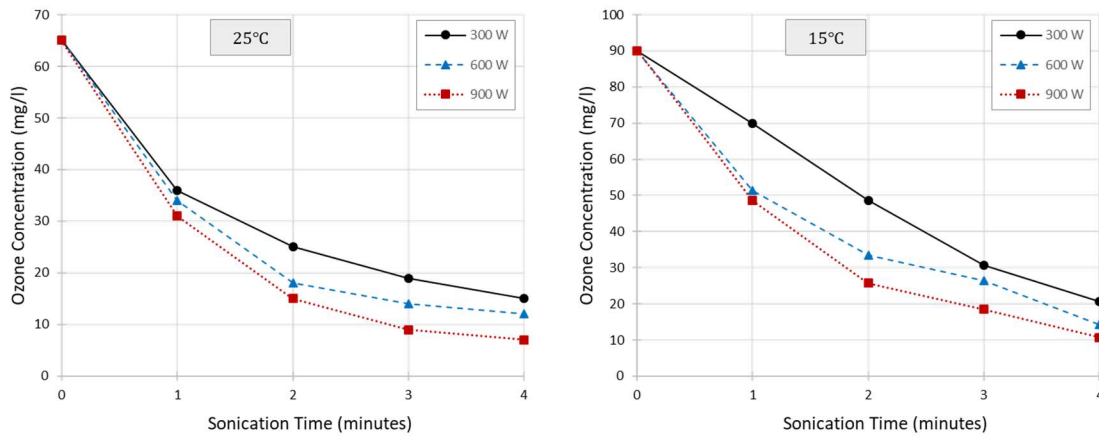 70
60
50
40
30
20
10
0
Ozone Concentration (mg/l)
25°C
300 W
600 W
900 W
0 1 2 3 4
Sonication Time (minutes)
100
90
80
70
60
50
40
30
20
10
0
Ozone Concentration (mg/l)
15°C
300 W
600 W
900 W
0 1 2 3 4
Sonication Time (minutes)